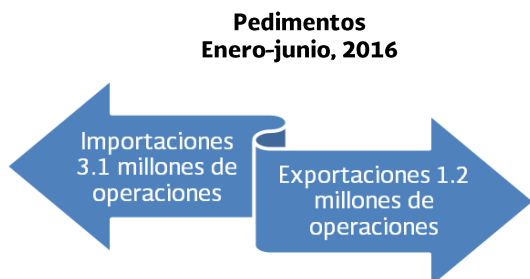 Pedimentos
Enero-junio, 2016
Importaciones
3.1 millones de
operaciones
Exportaciones 1.2
millones de
operaciones